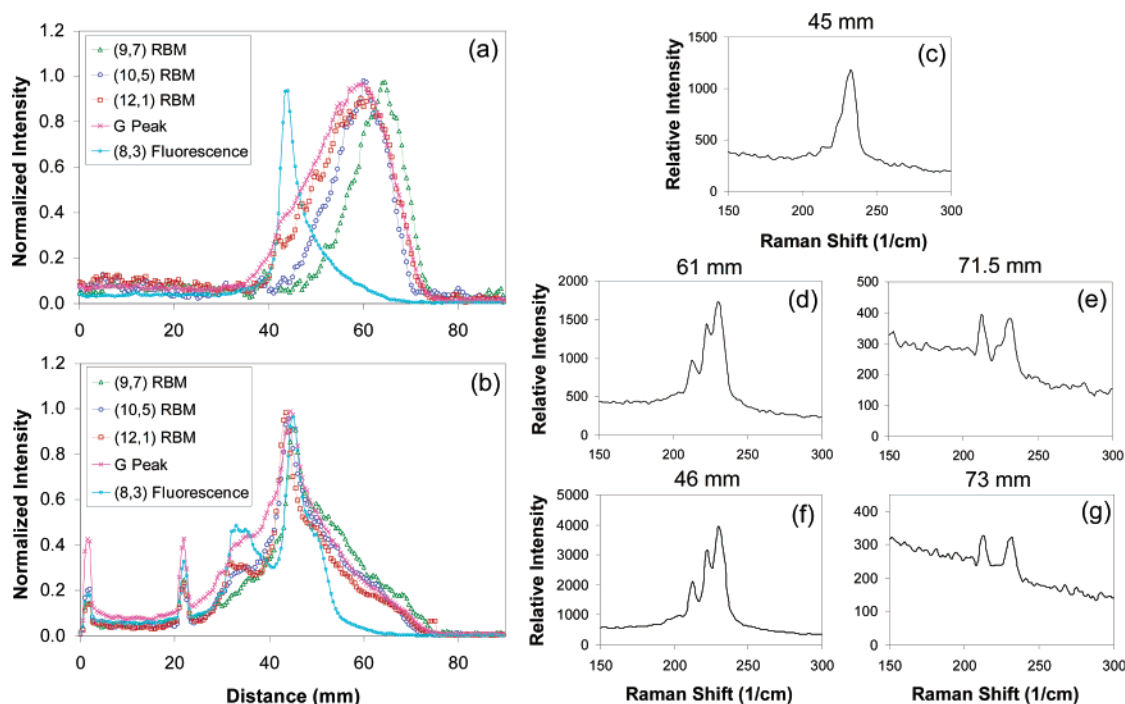 1.2
1.0
0.8
0.6
0.4
0.2
0.0
Normalized Intensity
(9,7) RBM
(10,5) RBM
(12,1) RBM
G Peak
(8,3) Fluorescence
(a)
0 20 40 60 80
1.2
1.0
0.8
0.6
0.4
0.2
0.0
Normalized Intensity
(9,7) RBM
(10,5) RBM
(12,1) RBM
G Peak
(8,3) Fluorescence
(b)
0 20 40 60 80
Distance (mm)
45 mm
(c)
1500
1000
500
0
Relative Intensity
150 200 250 300
Raman Shift (1/cm)
61 mm
(d)
2000
1500
1000
500
0
Relative Intensity
150 200 250 300
71.5 mm
(e)
500
400
300
200
100
0
150 200 250 300
46 mm
(f)
5000
4000
3000
2000
1000
0
Relative Intensity
150 200 250 300
Raman Shift (1/cm)
73 mm
(g)
400
300
200
100
0
150 200 250 300
Raman Shift (1/cm)